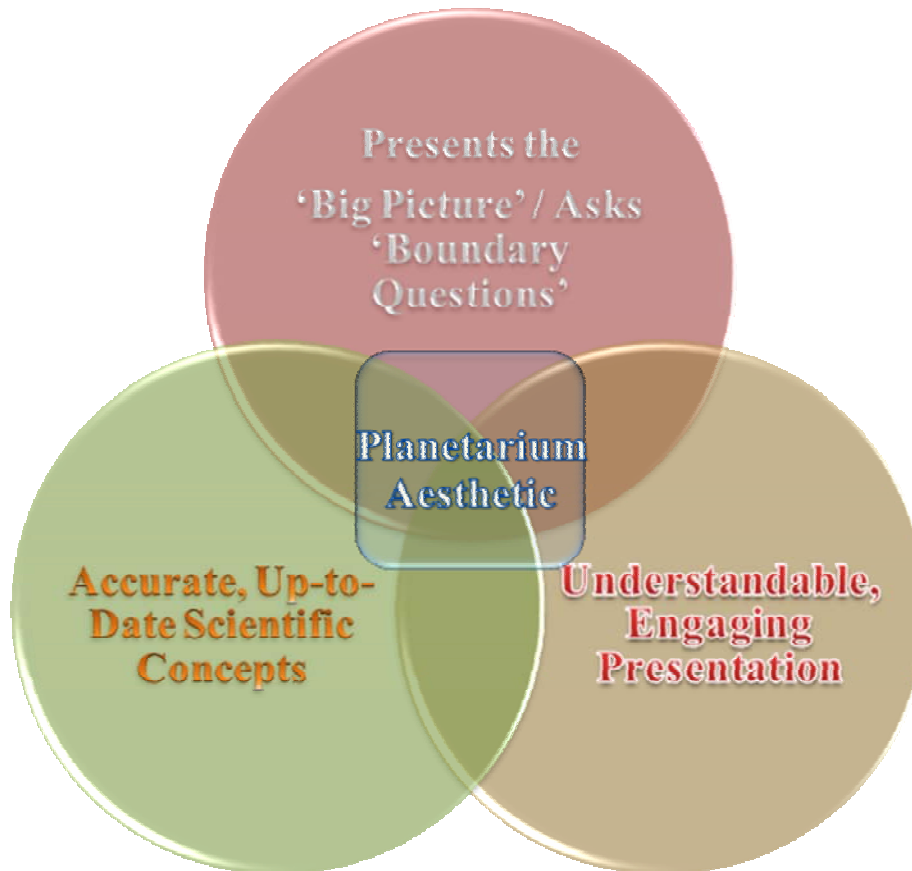 Presents the
‘Big Picture’ / Asks
‘Boundary
Questions’
Planetarium
Aesthetic
Accurate, Up-to-
Date Scientific
Concepts
Understandable,
Engaging
Presentation